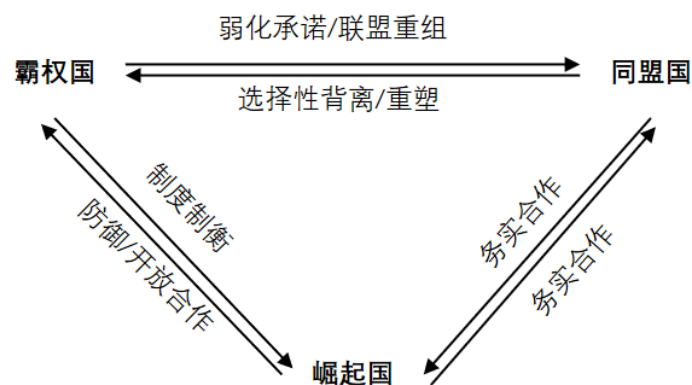 弱化承诺/联盟重组
霸权国
同盟国
选择性背离/重塑
制度制衡
防御/开放合作
务实合作
务实合作
崛起国